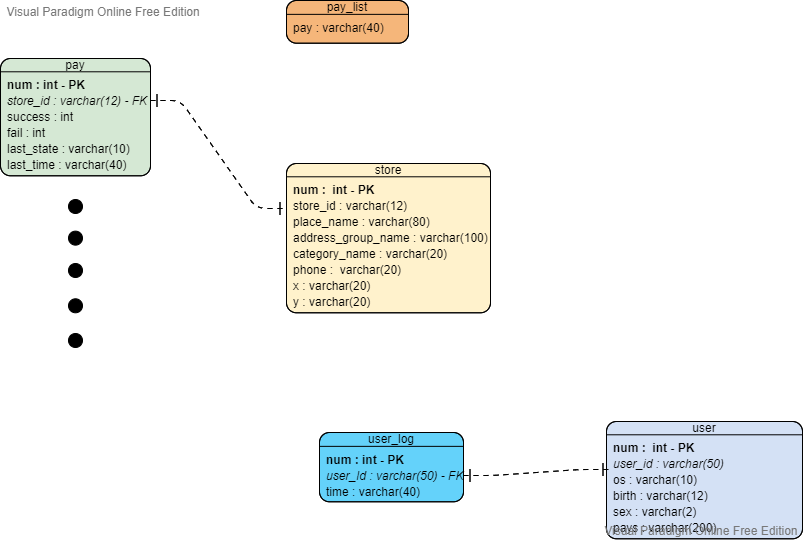 Visual Paradigm Online Free Edition
pay_list
pay : varchar(40)
pay
num : int - PK
store_id : varchar(12) - FK
success : int
fail : int
last_state : varchar(10)
last_time : varchar(40)
store
num :  int - PK
store_id : varchar(12)
place_name : varchar(80)
address_group_name : varchar(100)
category_name : varchar(20)
phone :  varchar(20)
x : varchar(20)
y : varchar(20)
user_log
num : int - PK
user_Id : varchar(50) - FK
time : varchar(40)
user
num :  int - PK
user_id : varchar(50)
os : varchar(10)
birth : varchar(12)
sex : varchar(2)
pays : varchar(200)
Visual Paradigm Online Free Edition